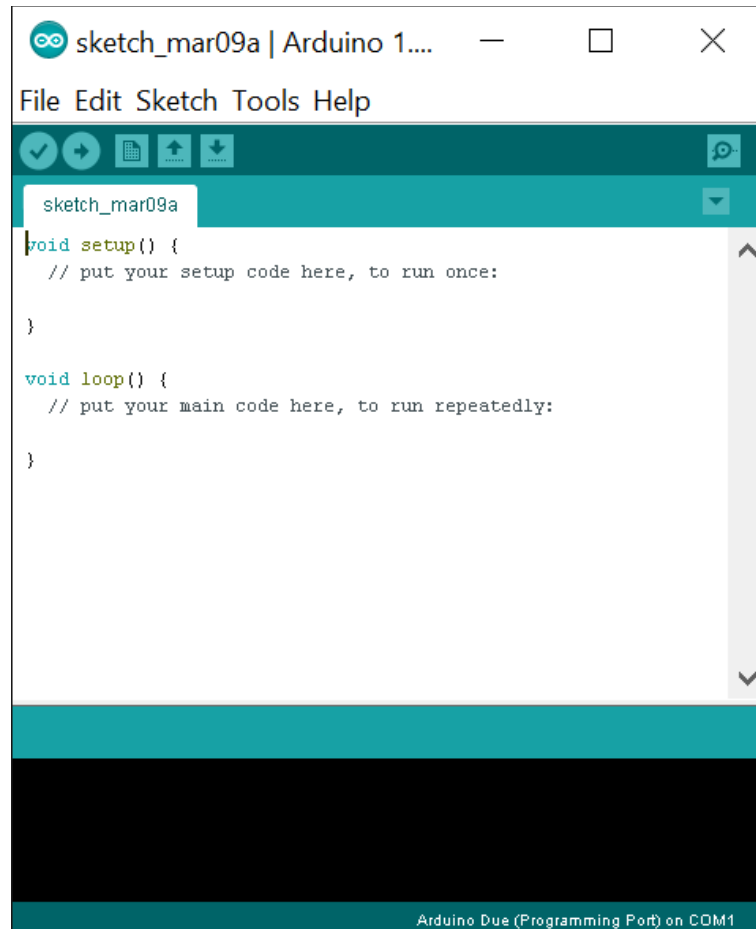 sketch_mar09a | Arduino 1....
File Edit Sketch Tools Help
sketch_mar09a
void setup() {
  // put your setup code here, to run once:
}
void loop() {
  // put your main code here, to run repeatedly:
}
Arduino Due (Programming Port) on COM1